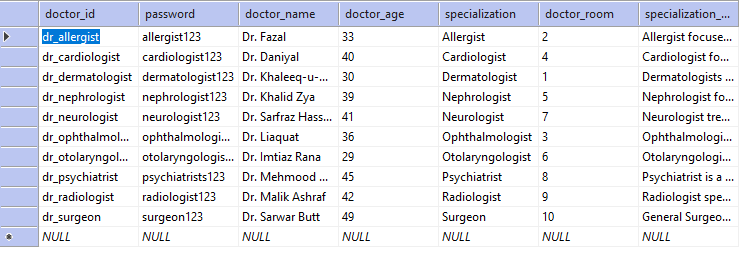 doctor_id password doctor_name doctor_age specialization doctor_room specialization_...
dr_allergist allergist123 Dr. Fazal 33 Allergist 2 Allergist focuse...
dr_cardiologist cardiologist123 Dr. Daniyal 40 Cardiologist 4 Cardiologist fo...
dr_dermatologist dermatologist123 Dr. Khaleeq-u-... 30 Dermatologist 1 Dermatologists ...
dr_nephrologist nephrologist123 Dr. Khalid Zya 39 Nephrologist 5 Nephrologist fo...
dr_neurologist neurologist123 Dr. Sarfraz Hass... 41 Neurologist 7 Neurologist tre...
dr_ophthalmol... ophthalmologi... Dr. Liaquat 36 Ophthalmologist 3 Ophthalmologi...
dr_otolaryngol... otolaryngologis... Dr. Imtiaz Rana 29 Otolaryngologist 6 Otolaryngologi...
dr_psychiatrist psychiatrists123 Dr. Mehmood ... 45 Psychiatrist 8 Psychiatrist is a ...
dr_radiologist radiologist123 Dr. Malik Ashraf 42 Radiologist 9 Radiologist spe...
dr_surgeon surgeon123 Dr. Sarwar Butt 49 Surgeon 10 General Surgeo...
NULL NULL NULL NULL NULL NULL NULL